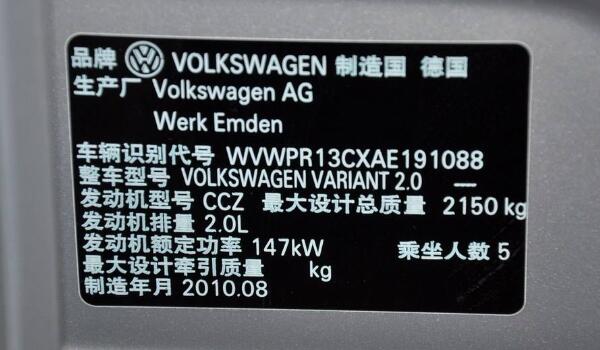 品牌 VOLKSWAGEN 制造国 德国
生产厂 Volkswagen AG
Werk Emden
车辆识别代号 WVWPR13CXAE191088
整车型号 VOLKSWAGEN VARIANT 2.0 —
发动机型号 CCZ 最大设计总质量 2150 kg
发动机排量 2.0L
发动机额定功率 147kW 乘坐人数 5
最大设计牵引质量 kg
制造年月 2010.08